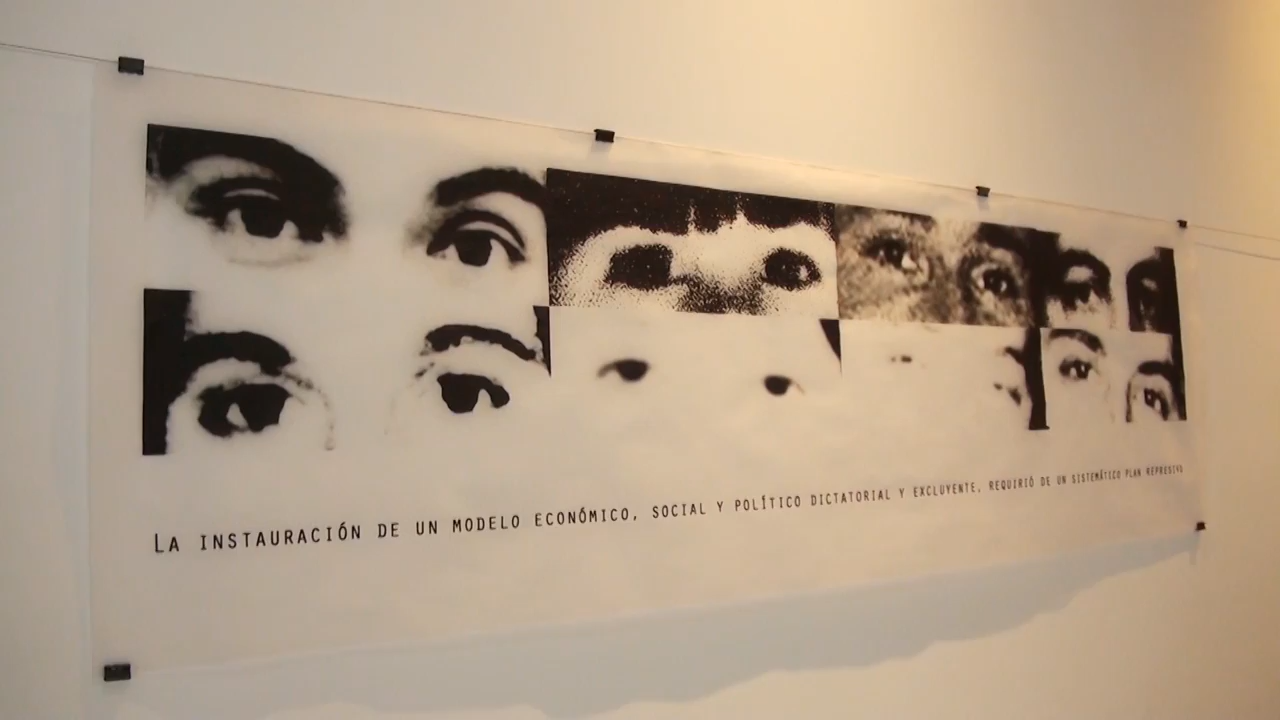 LA INSTAURACIÓN DE UN MODELO ECONÓMICO, SOCIAL Y POLÍTICO DICTATORIAL Y EXCLUYENTE, REQUIRIÓ DE UN SISTEMÁTICO PLAN REPRESIVO